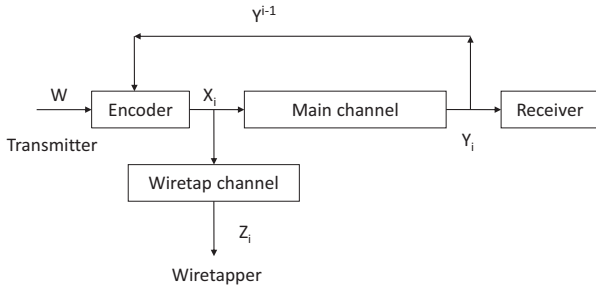 Y^{i-1}
W
Encoder
X_i
Main channel
Receiver
Transmitter
Y_i
Wiretap channel
Z_i
Wiretapper